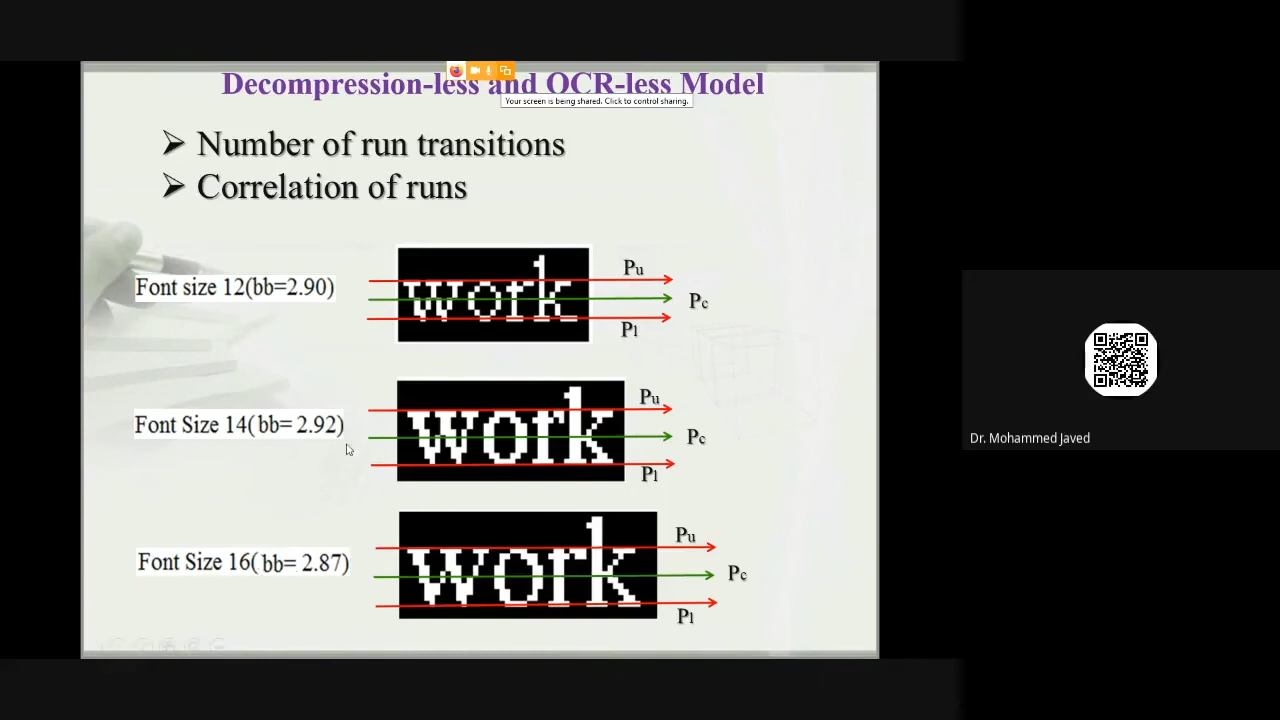 Decompression-less and OCR-less Model
Your screen is being shared. Click to control sharing.
➢ Number of run transitions
➢ Correlation of runs
Font size 12(bb=2.90)
work
Pu
Pc
Pl
Font Size 14( bb= 2.92)
work
Pu
Pc
Pl
Font Size 16( bb= 2.87)
work
Pu
Pc
Pl
Dr. Mohammed Javed